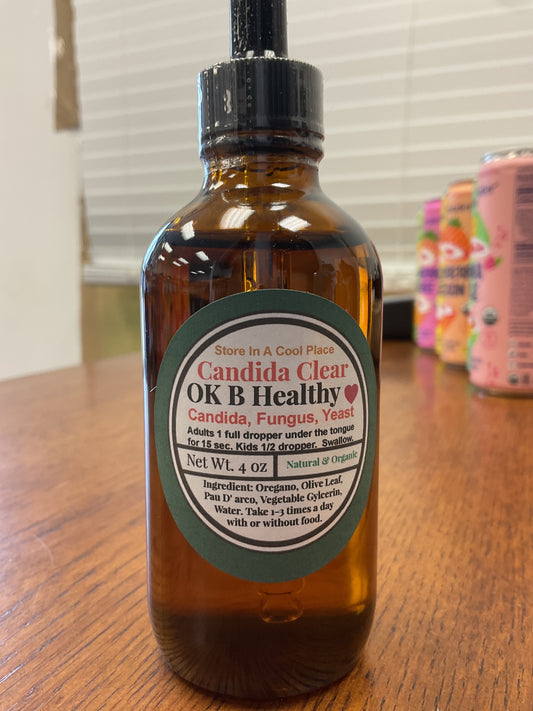 Store In A Cool Place
Candida Clear
OK B Healthy
Candida, Fungus, Yeast
Adults 1 full dropper under the tongue
for 15 sec. Kids 1/2 dropper. Swallow.
Net Wt. 4 oz
Natural & Organic
Ingredient: Oregano, Olive Leaf,
Pau D' arco, Vegetable Gylcerin,
Water. Take 1-3 times a day
with or without food.